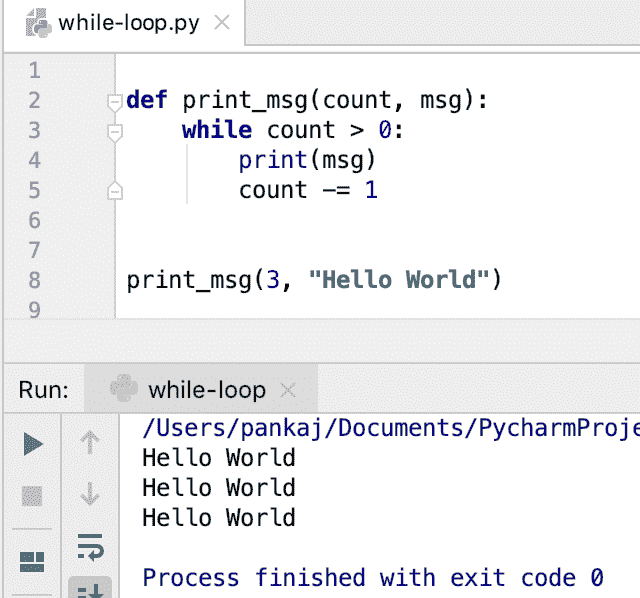 while-loop.py
1
2 def print_msg(count, msg):
3 while count > 0:
4 print(msg)
5 count -= 1
6
7
8 print_msg(3, "Hello World")
9
Run: while-loop
/Users/pankaj/Documents/PycharmProje
Hello World
Hello World
Hello World
Process finished with exit code 0